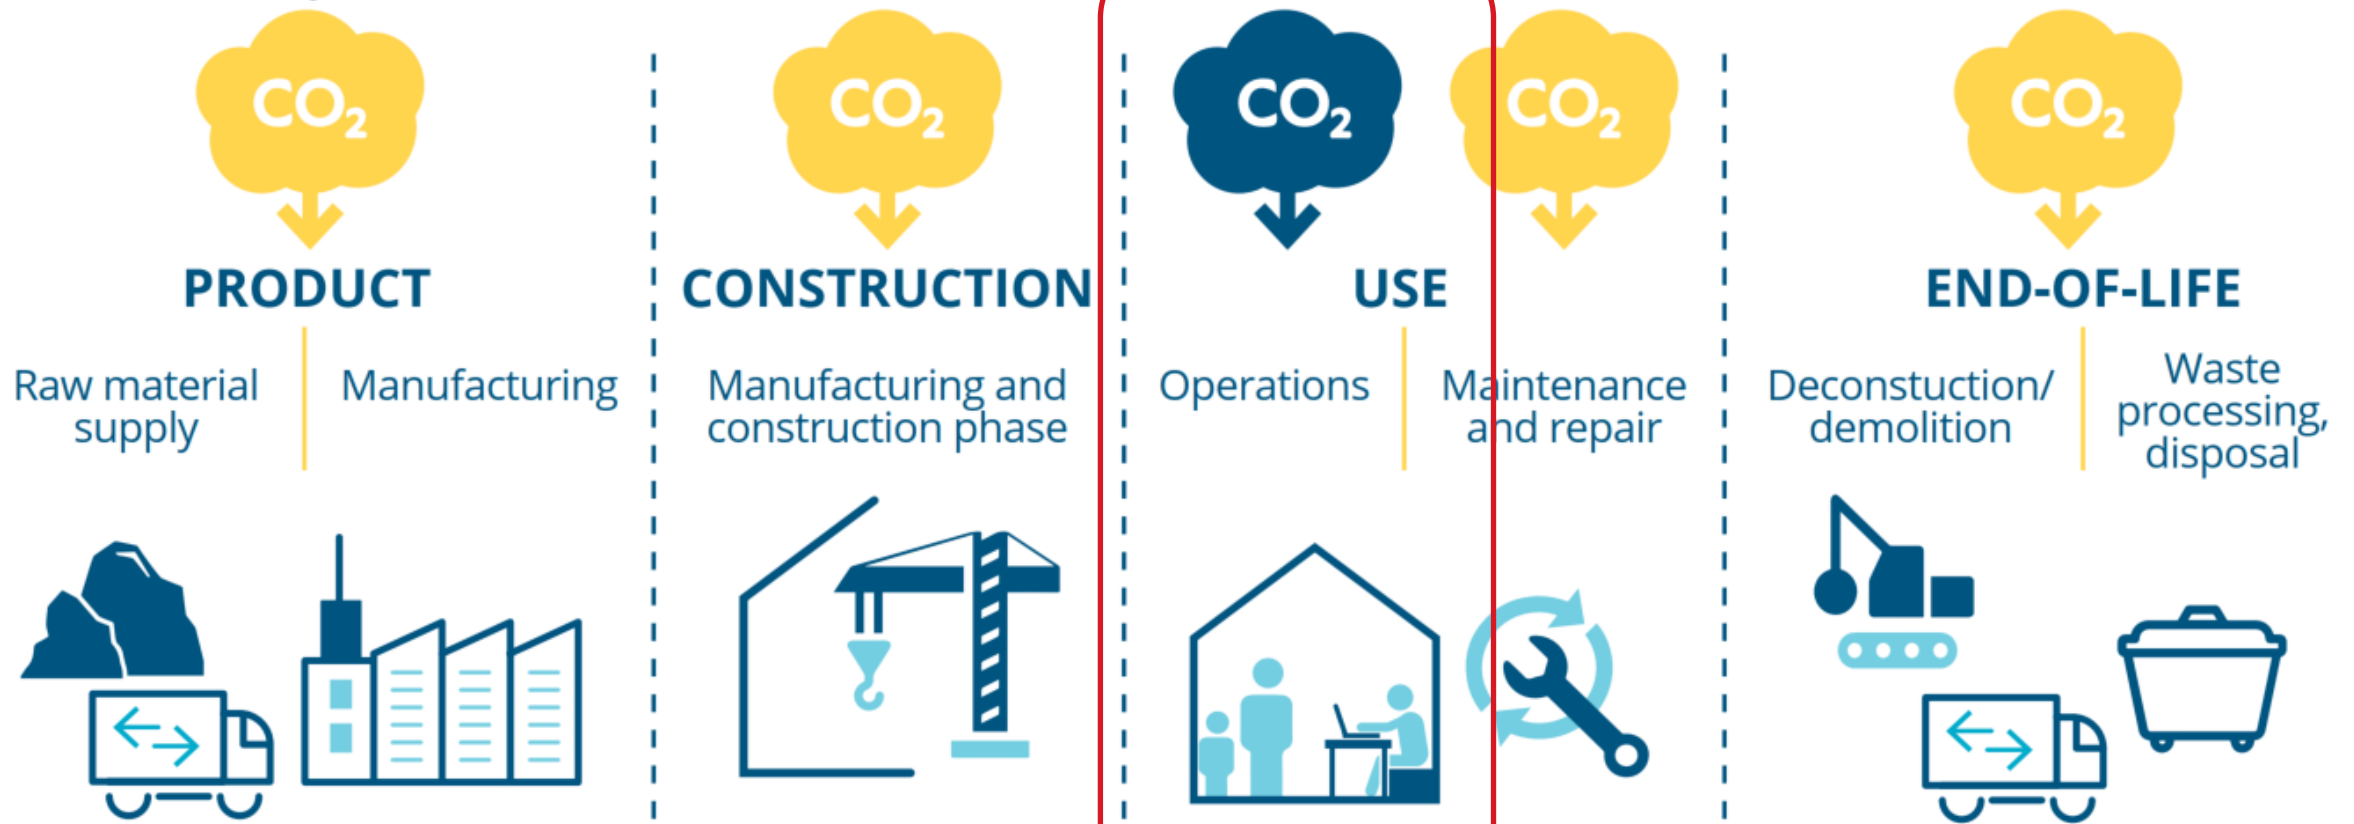 CO₂
CO₂
CO₂
CO₂
CO₂
PRODUCT
CONSTRUCTION
USE
END-OF-LIFE
Raw material
supply
Manufacturing
Manufacturing and
construction phase
Operations
Maintenance
and repair
Deconstuction/
demolition
Waste
processing,
disposal